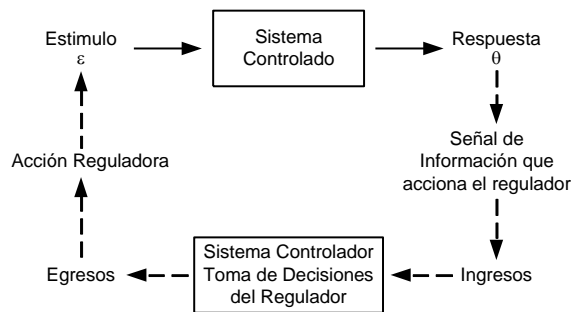 Estimulo
ε
Sistema
Controlado
Respuesta
θ
Acción Reguladora
Señal de
Información que
acciona el regulador
Egresos
Sistema Controlador
Toma de Decisiones
del Regulador
Ingresos